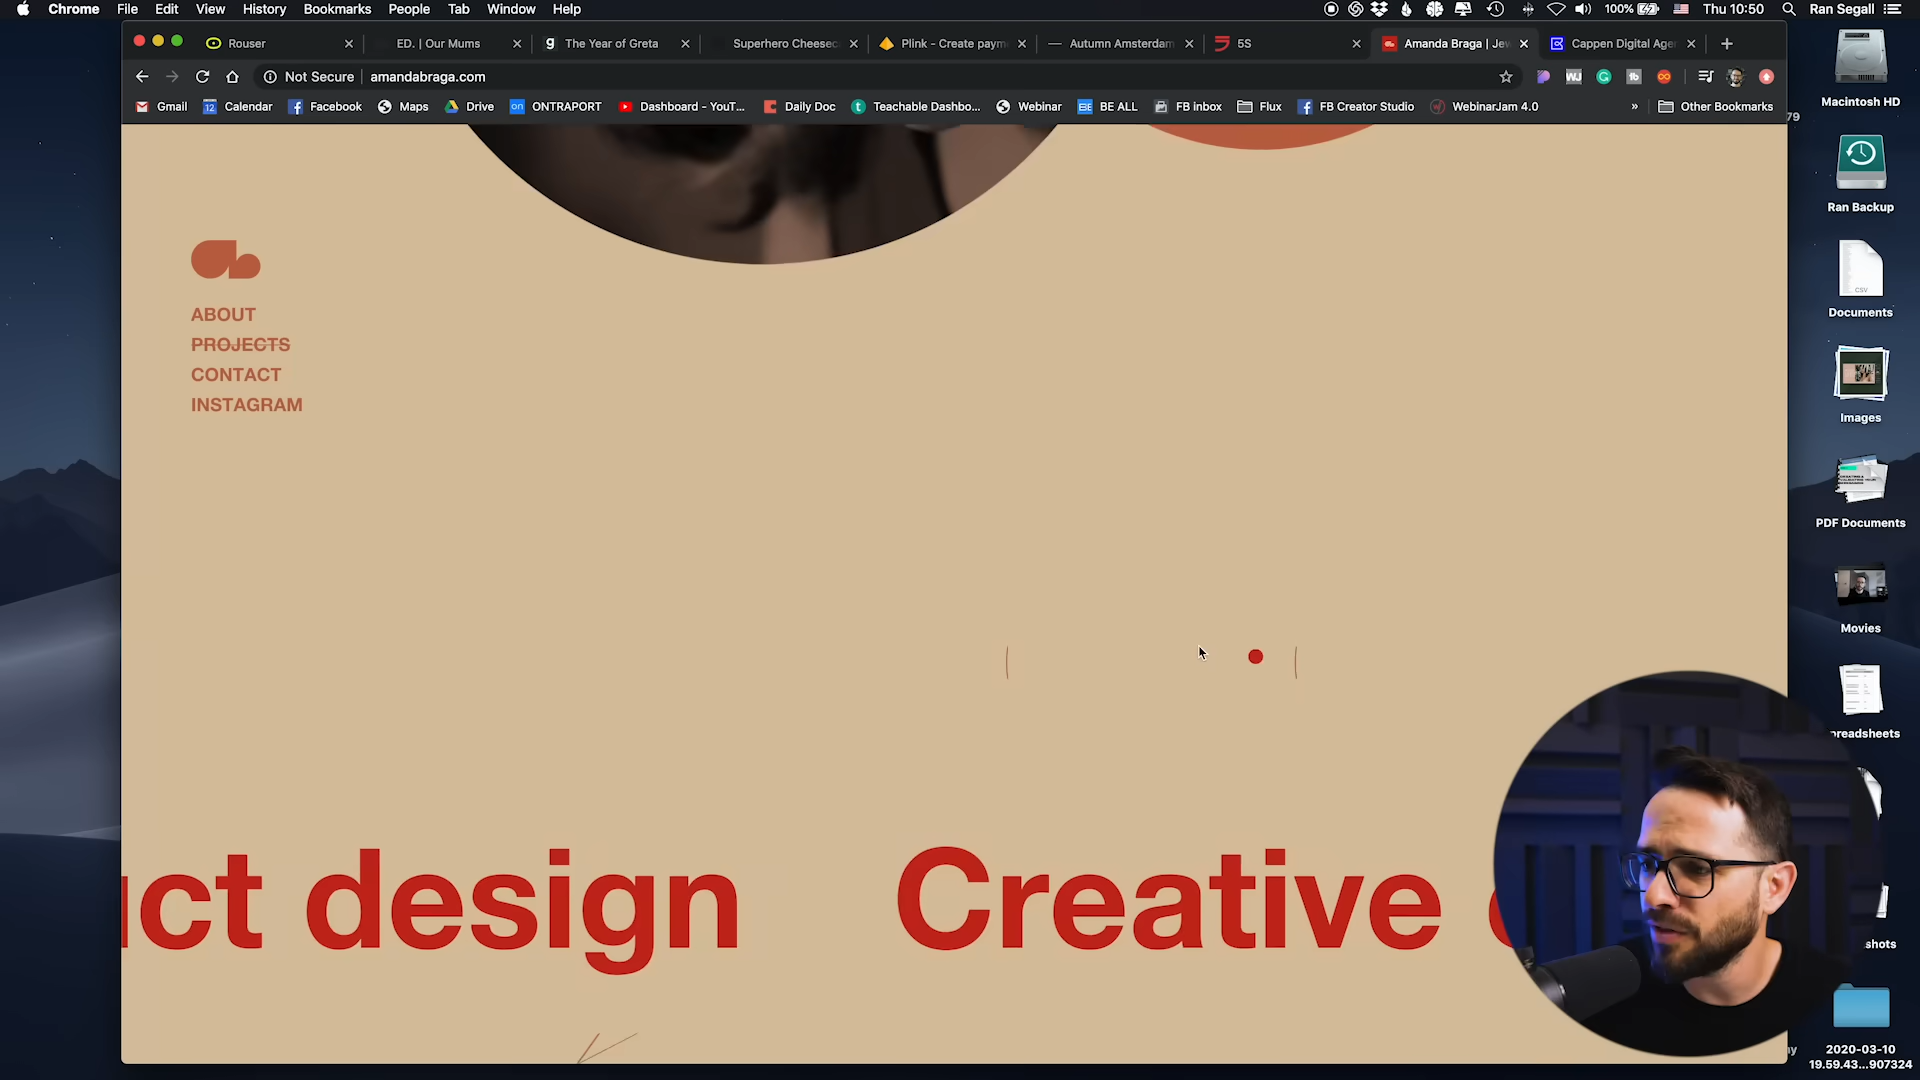 Chrome File Edit View History Bookmarks People Tab Window Help 100% Thu 10:50 Ran Segall
Rouser ED. | Our Mums The Year of Greta Superhero Cheesec Plink - Create paym Autumn Amsterdam 5S Amanda Braga | Jew Cappen Digital Age
Not Secure | amandabraga.com
Gmail Calendar Facebook Maps Drive ONTRAPORT Dashboard - YouT... Daily Doc Teachable Dashbo... Webinar BE ALL FB inbox Flux FB Creator Studio WebinarJam 4.0 » Other Bookmarks
Macintosh HD
Ran Backup
CSV
Documents
Images
PDF Documents
Movies
preadsheets
shots
2020-03-10
19.59.43...907324
ABOUT
PROJECTS
CONTACT
INSTAGRAM
uct design Creative